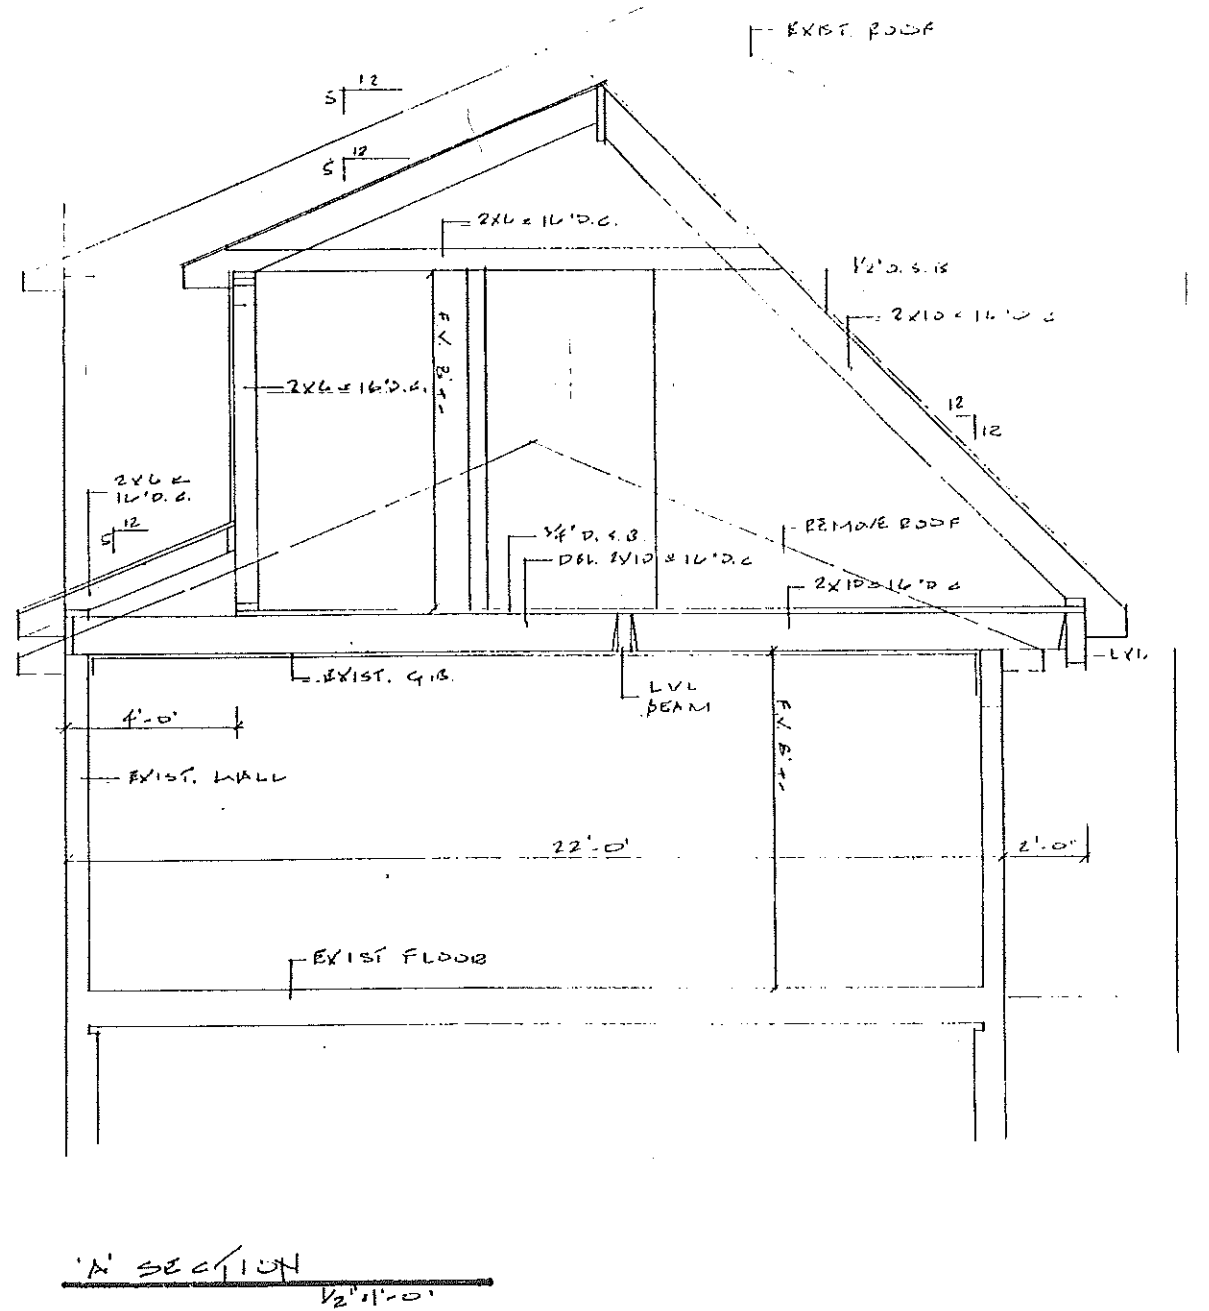 EXIST. ROOF
12
5
12
5
2X6 @ 16"O.C.
1/2" O.S.B
2X10 @ 16"O.C
F.V. 8'+-
2X6 @ 16"O.C.
12
12
2X6 @
16"O.C.
12
5
REMOVE ROOF
3/4" O.S.B.
DBL. 2X10 @ 16"O.C
2X10 @ 16"O.C
EXIST. G.B.
LVL
BEAM
LVL
4'-0"
F.V. 8'+-
EXIST. WALL
22'-0"
2'-0"
EXIST FLOOR
'A' SECTION
1/2"=1'-0"